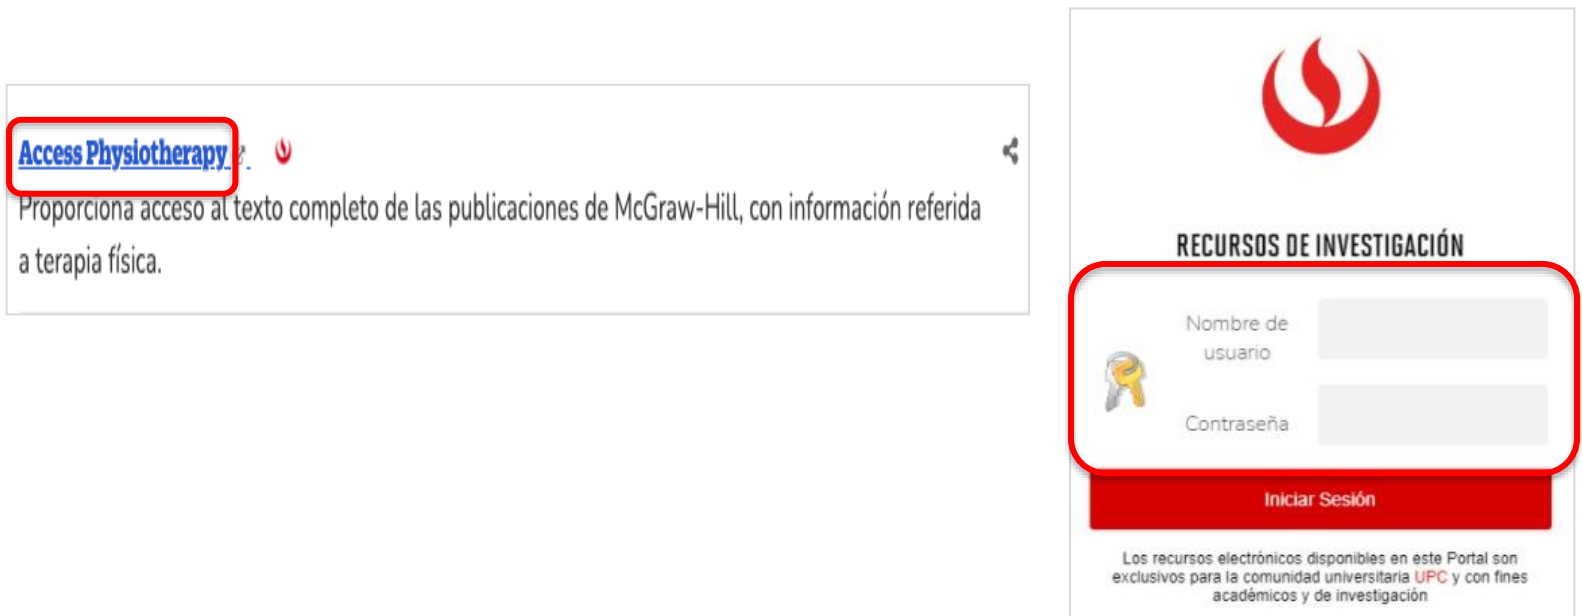 Access Physiotherapy
Proporciona acceso al texto completo de las publicaciones de McGraw-Hill, con información referida
a terapia física.
RECURSOS DE INVESTIGACIÓN
Nombre de
usuario
Contraseña
Iniciar Sesión
Los recursos electrónicos disponibles en este Portal son
exclusivos para la comunidad universitaria UPC y con fines
académicos y de investigación